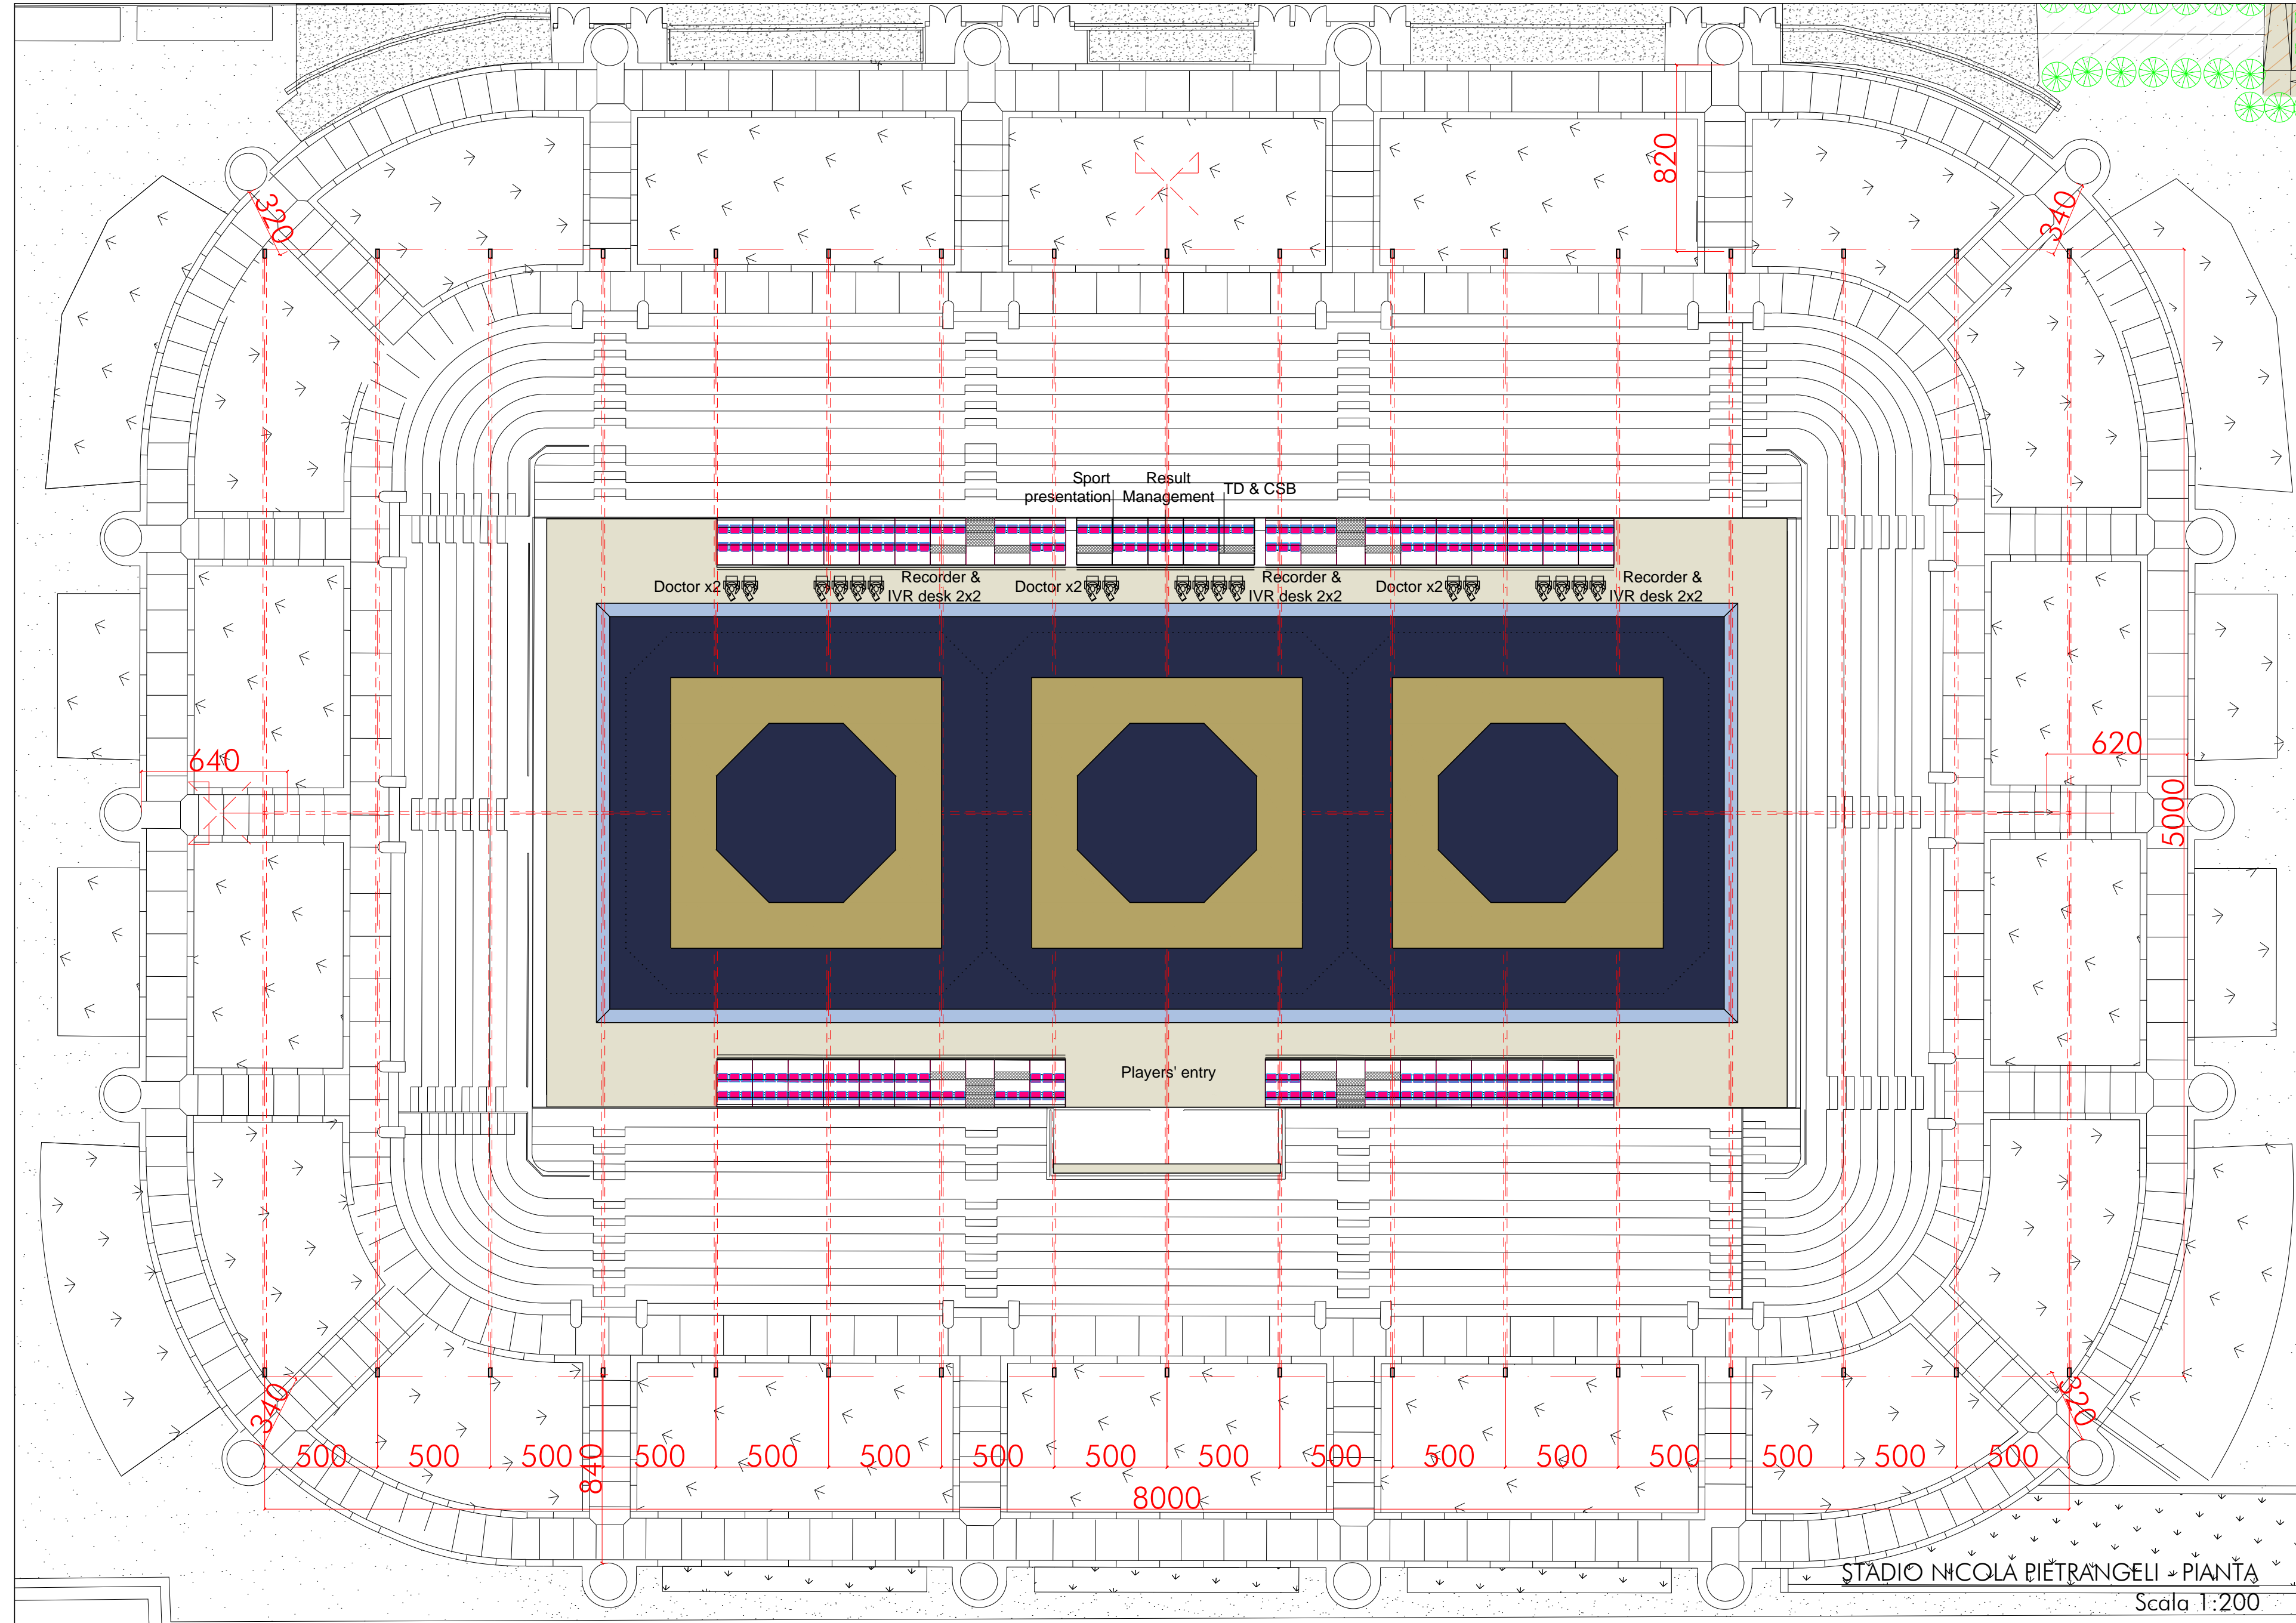 820
320
340
Sport
presentation
Result
Management
TD & CSB
Doctor x2
Recorder &
IVR desk 2x2
Doctor x2
Recorder &
IVR desk 2x2
Doctor x2
Recorder &
IVR desk 2x2
640
620
5000
Players' entry
340
320
500 500 500 500 500 500 500 500 500 500 500 500 500 500 500 500
840
8000
STADIO NICOLA PIETRANGELI - PIANTA
Scala 1:200